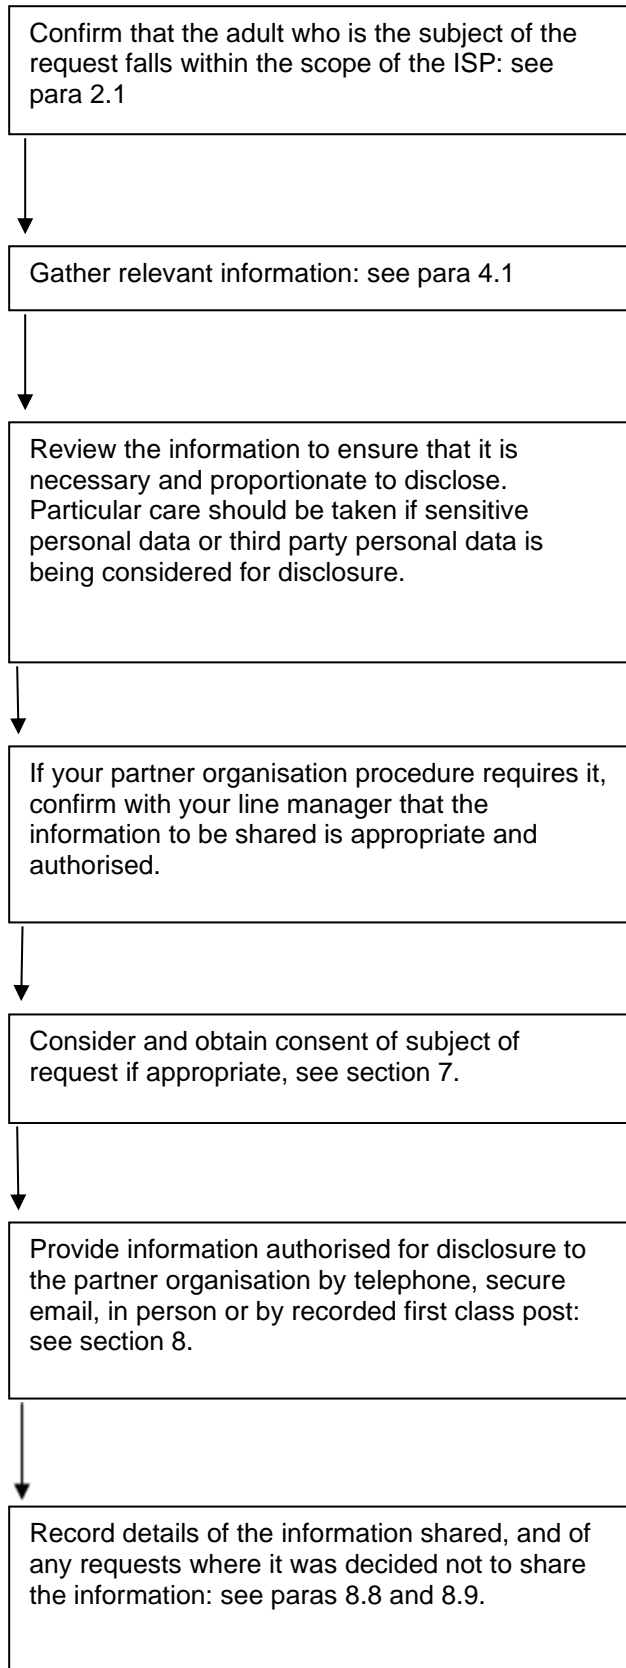 Confirm that the adult who is the subject of the
request falls within the scope of the ISP: see
para 2.1
Gather relevant information: see para 4.1
Review the information to ensure that it is
necessary and proportionate to disclose.
Particular care should be taken if sensitive
personal data or third party personal data is
being considered for disclosure.
If your partner organisation procedure requires it,
confirm with your line manager that the
information to be shared is appropriate and
authorised.
Consider and obtain consent of subject of
request if appropriate, see section 7.
Provide information authorised for disclosure to
the partner organisation by telephone, secure
email, in person or by recorded first class post:
see section 8.
Record details of the information shared, and of
any requests where it was decided not to share
the information: see paras 8.8 and 8.9.